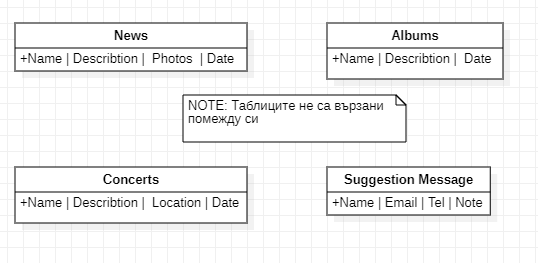 News
+Name | Describtion |  Photos  | Date
Albums
+Name | Describtion |  Date
NOTE: Таблиците не са вързани
помежду си
Concerts
+Name | Describtion |  Location | Date
Suggestion Message
+Name | Email | Tel | Note